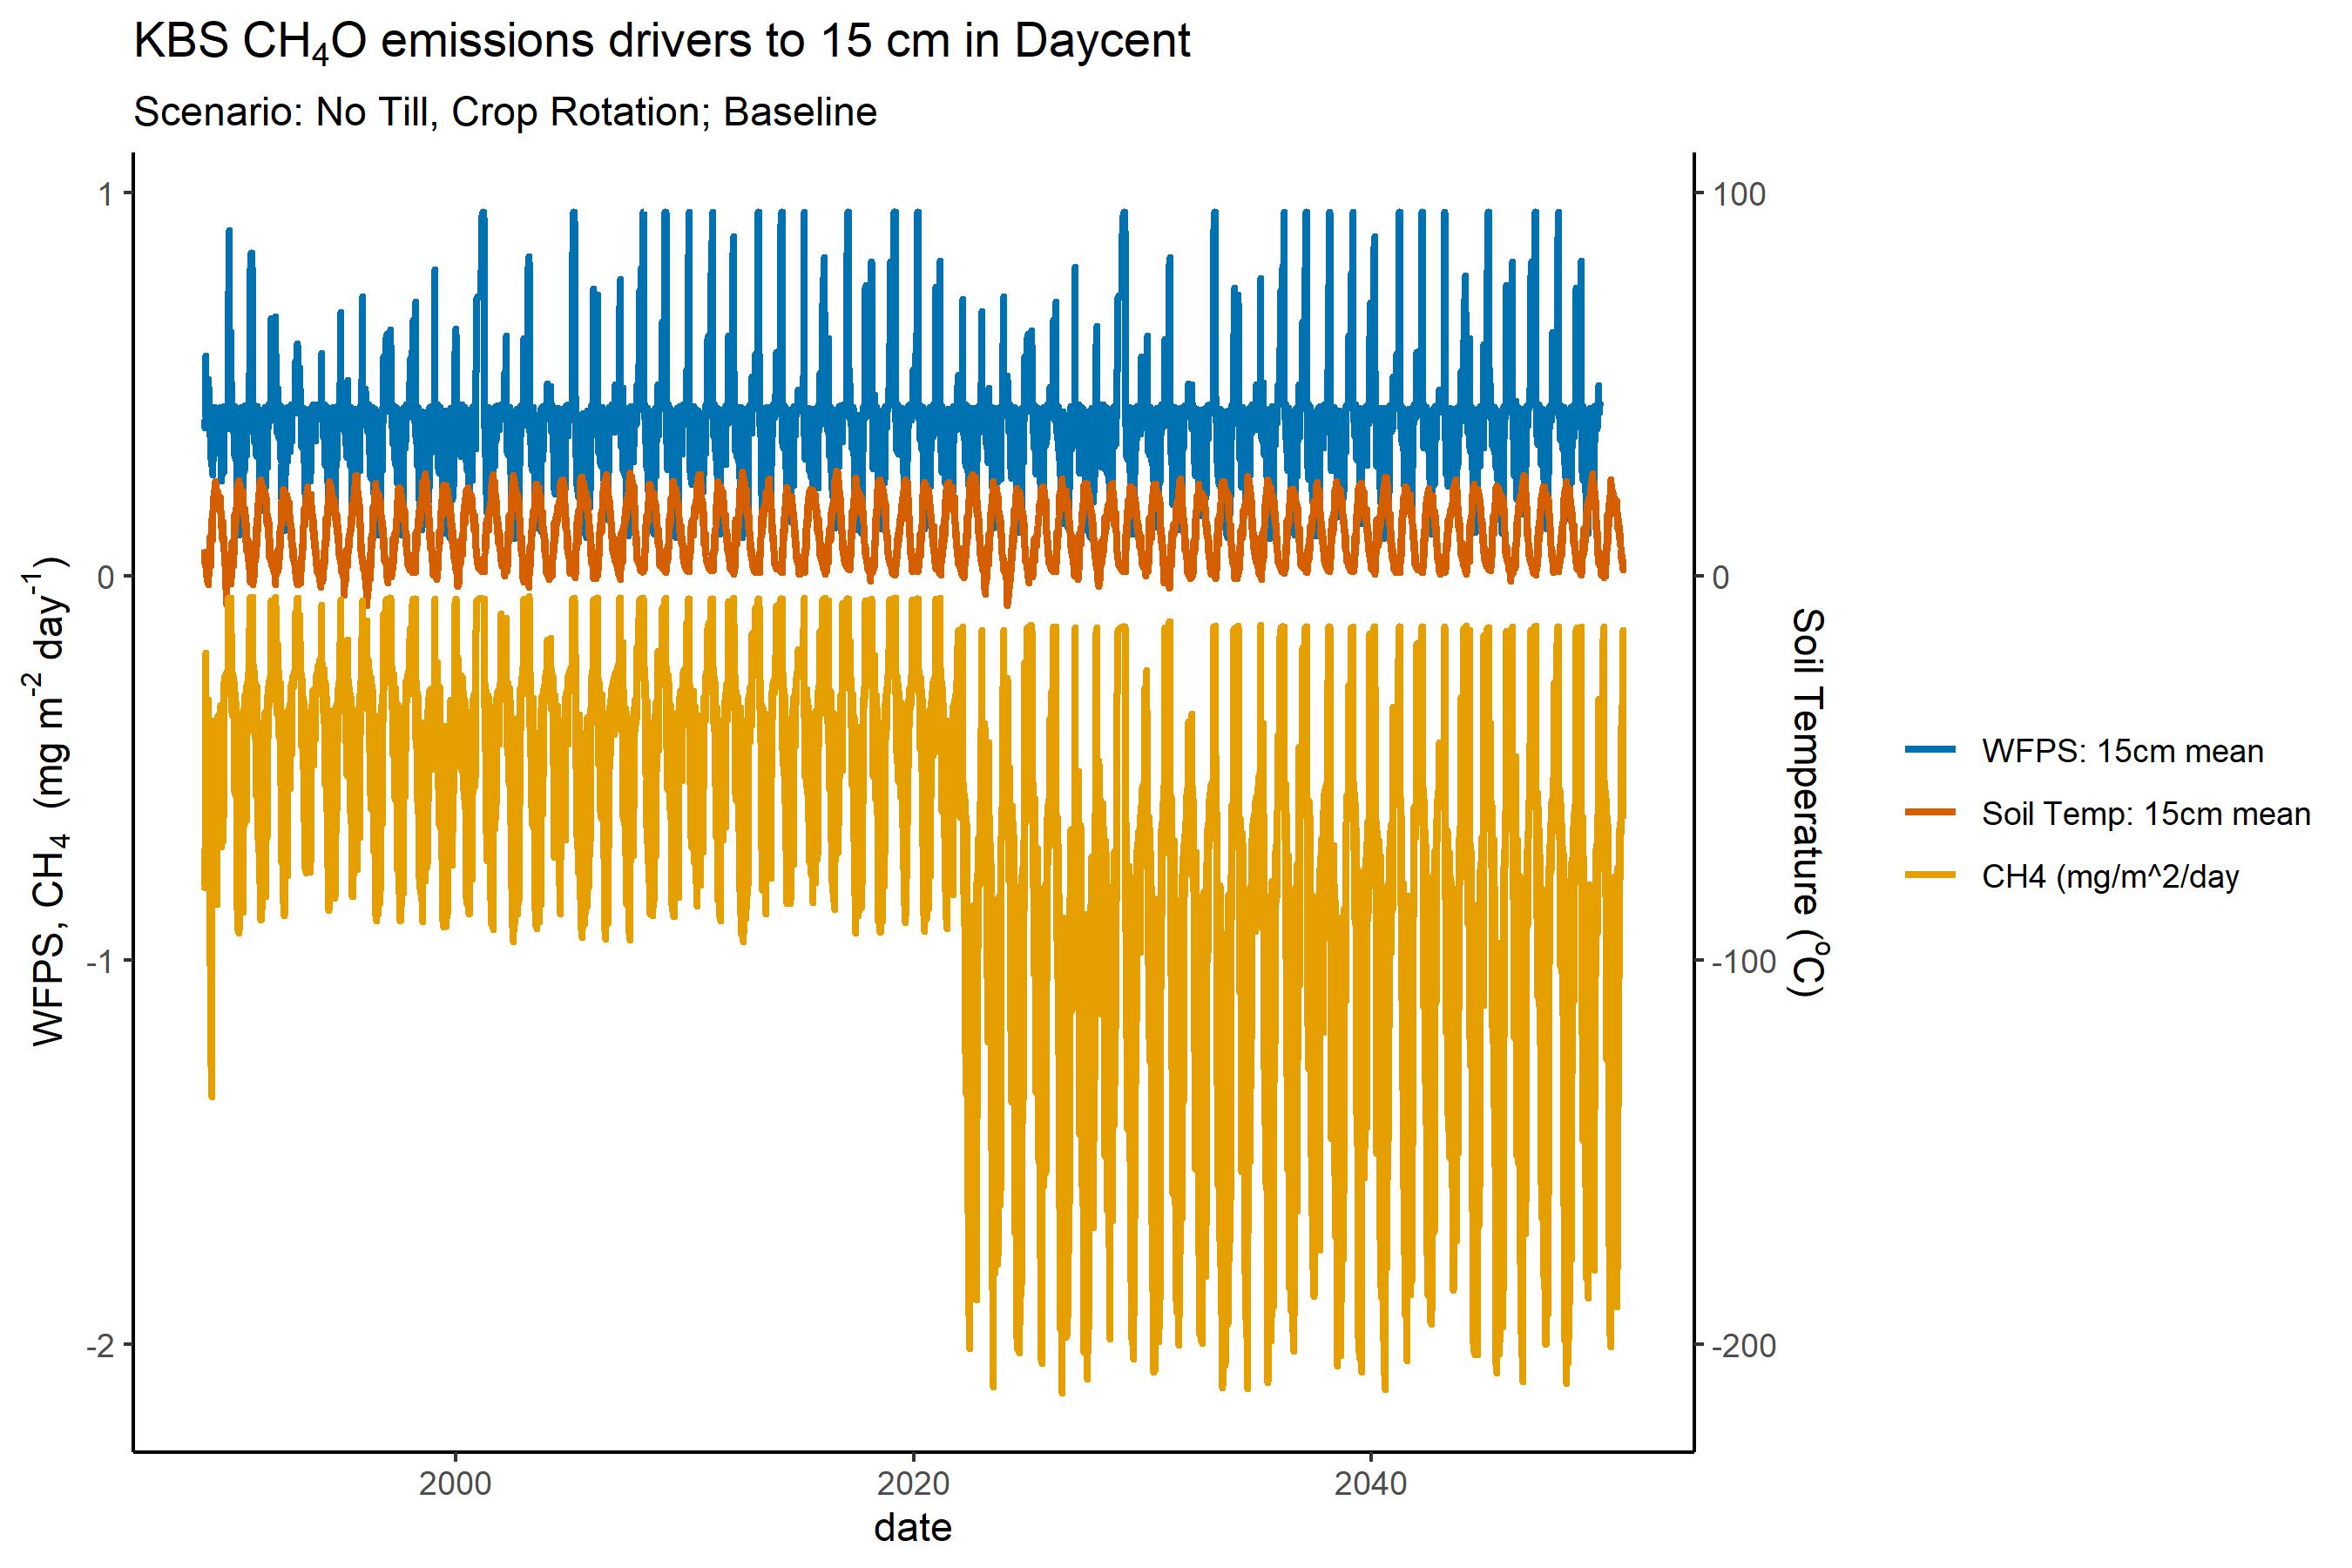 KBS CH₄O emissions drivers to 15 cm in Daycent
Scenario: No Till, Crop Rotation; Baseline
WFPS, CH₄ (mg m⁻² day⁻¹)
1
0
-1
-2
100
0
-100
-200
Soil Temperature (°C)
2000
2020
2040
date
WFPS: 15cm mean
Soil Temp: 15cm mean
CH4 (mg/m^2/day